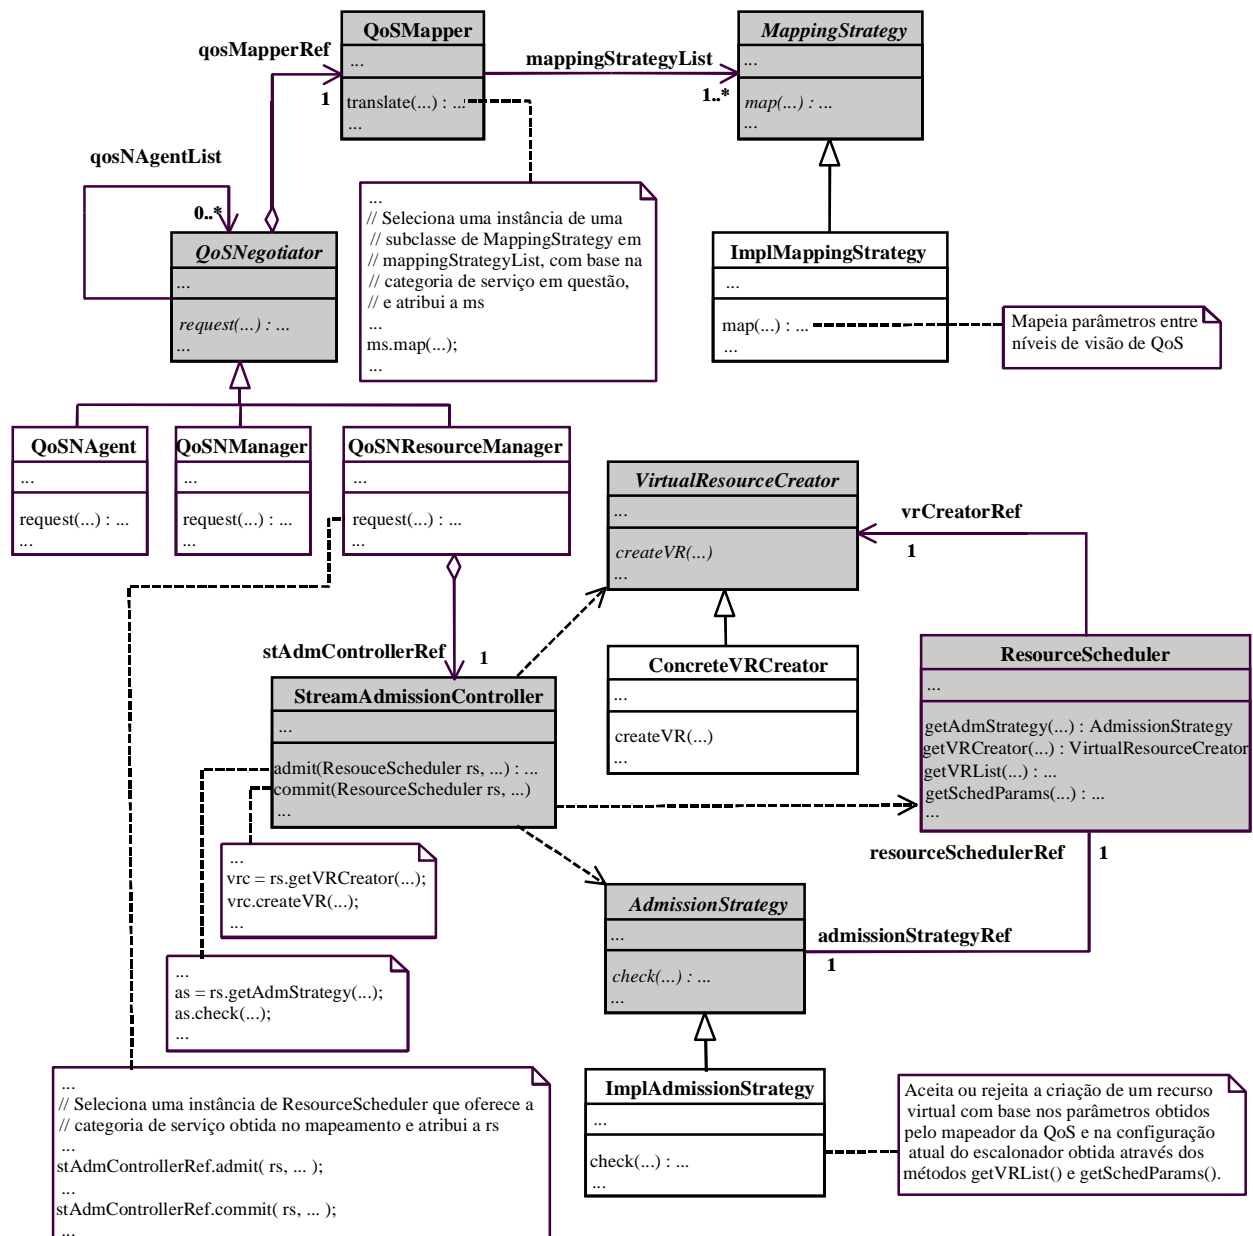 QoSMapper
...
translate(...) : ...
...
MappingStrategy
...
map(...) : ...
...
qosMapperRef
1
mappingStrategyList
1..*
qosNAgentList
0..*
QoSNegotiator
...
request(...) : ...
...
...
// Seleciona uma instância de uma
// subclasse de MappingStrategy em
// mappingStrategyList, com base na
// categoria de serviço em questão,
// e atribui a ms
...
ms.map(...);
...
ImplMappingStrategy
...
map(...) : ...
...
Mapeia parâmetros entre
níveis de visão de QoS
QoSNAgent
...
request(...) : ...
...
QoSNManager
...
request(...) : ...
...
QoSNResourceManager
...
request(...) : ...
...
VirtualResourceCreator
...
createVR(...)
...
vrCreatorRef
1
stAdmControllerRef
1
ConcreteVRCreator
...
createVR(...)
...
ResourceScheduler
...
getAdmStrategy(...) : AdmissionStrategy
getVRCreator(...) : VirtualResourceCreator
getVRList(...) : ...
getSchedParams(...) : ...
...
StreamAdmissionController
...
admit(ResouceScheduler rs, ...) : ...
commit(ResourceScheduler rs, ...)
...
resourceSchedulerRef
1
...
vrc = rs.getVRCreator(...);
vrc.createVR(...);
...
AdmissionStrategy
...
check(...) : ...
...
admissionStrategyRef
1
...
as = rs.getAdmStrategy(...);
as.check(...);
...
...
// Seleciona uma instância de ResourceScheduler que oferece a
// categoria de serviço obtida no mapeamento e atribui a rs
...
stAdmControllerRef.admit( rs, ... );
...
stAdmControllerRef.commit( rs, ... );
...
ImplAdmissionStrategy
...
check(...) : ...
...
Aceita ou rejeita a criação de um recurso
virtual com base nos parâmetros obtidos
pelo mapeador da QoS e na configuração
atual do escalonador obtida através dos
métodos getVRList() e getSchedParams().